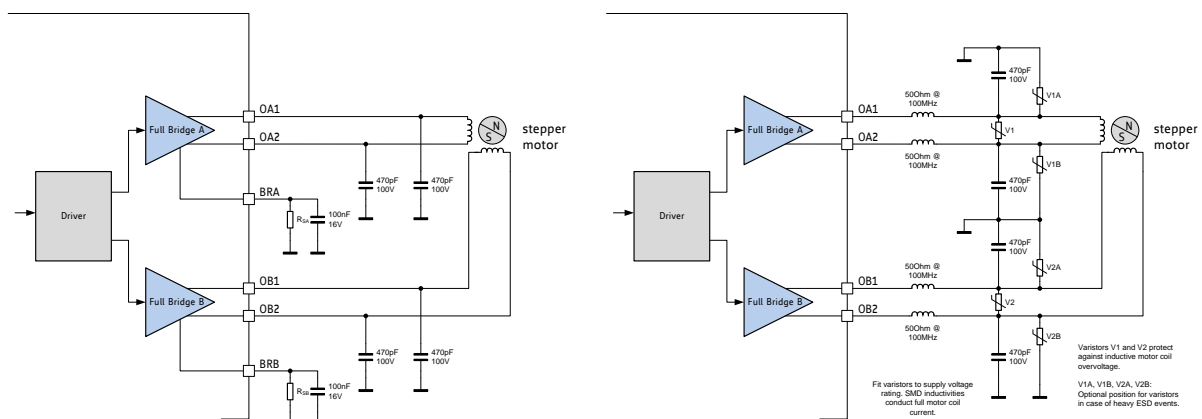 OA1
Full Bridge A
OA2
N
S
stepper
motor
470pF
100V
470pF
100V
BRA
Driver
RSA
100nF
16V
OB1
Full Bridge B
OB2
470pF
100V
470pF
100V
BRB
RSB
100nF
16V
470pF
100V
V1A
50Ohm @
100MHz
OA1
Full Bridge A
V1
N
S
stepper
motor
OA2
50Ohm @
100MHz
V1B
470pF
100V
Driver
470pF
100V
V2A
50Ohm @
100MHz
OB1
Full Bridge B
V2
OB2
50Ohm @
100MHz
V2B
470pF
100V
Varistors V1 and V2 protect
against inductive motor coil
overvoltage.
V1A, V1B, V2A, V2B:
Optional position for varistors
in case of heavy ESD events.
Fit varistors to supply voltage
rating. SMD inductivities
conduct full motor coil
current.